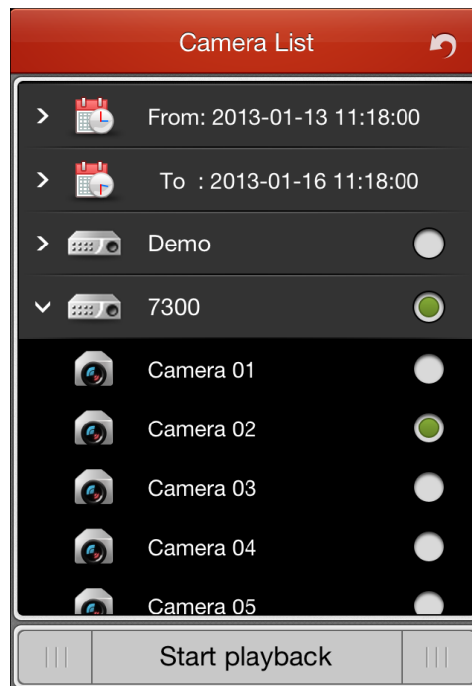 Camera List
From: 2013-01-13 11:18:00
To : 2013-01-16 11:18:00
Demo
7300
Camera 01
Camera 02
Camera 03
Camera 04
Camera 05
Start playback